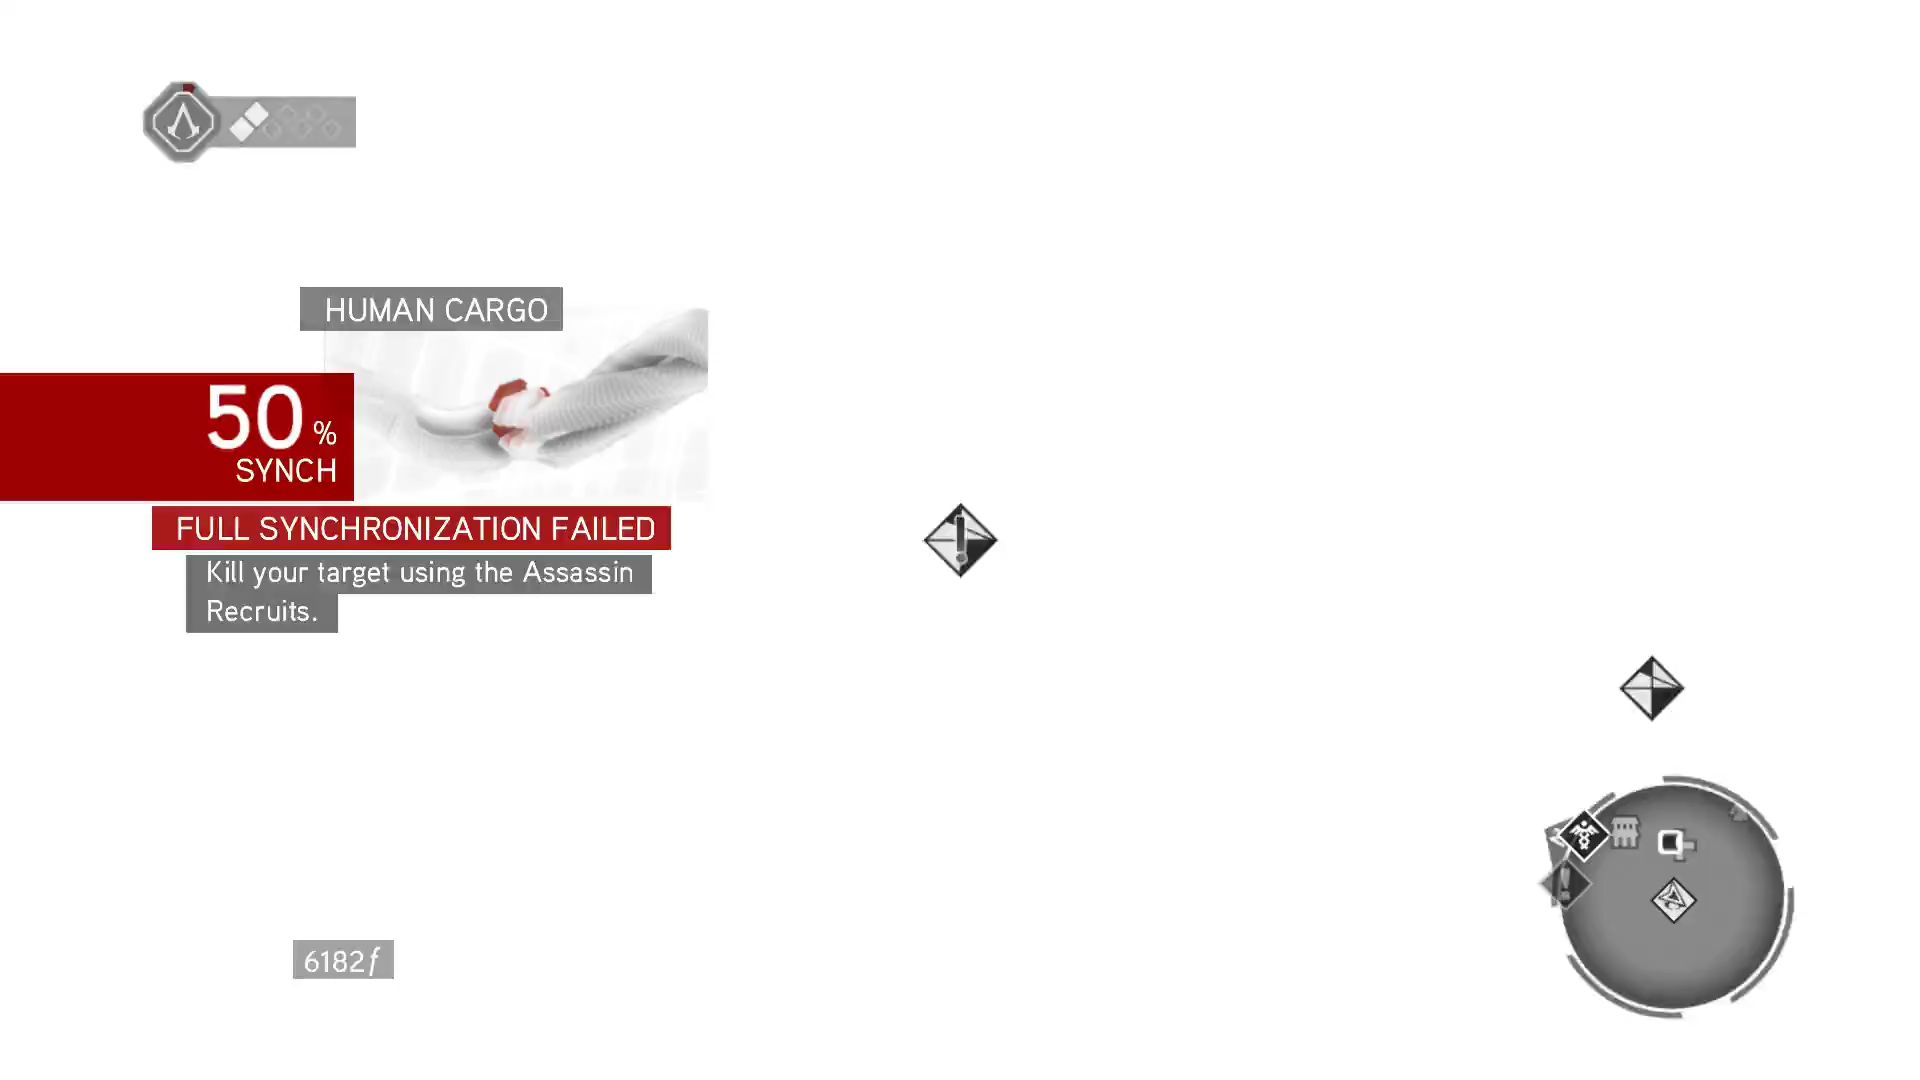 HUMAN CARGO
50 %
SYNCH
FULL SYNCHRONIZATION FAILED
Kill your target using the Assassin
Recruits.
6182ƒ